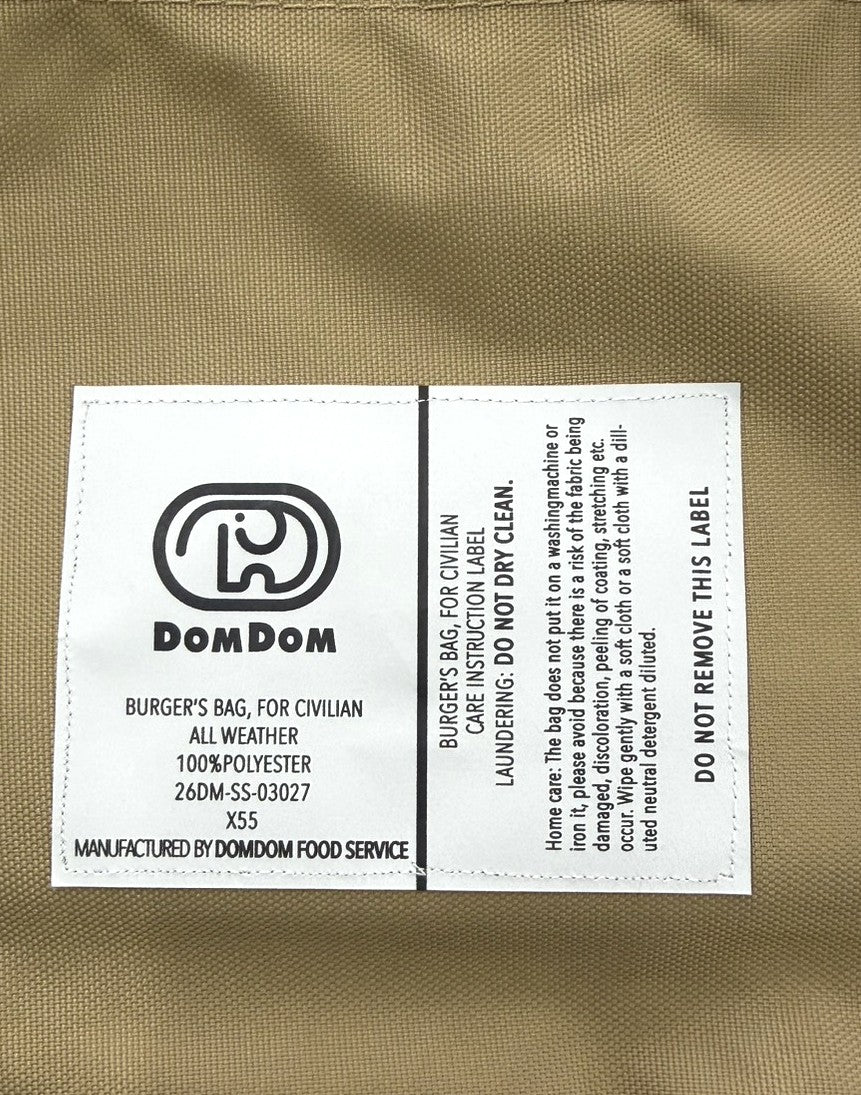 DOMDOM
BURGER'S BAG, FOR CIVILIAN
ALL WEATHER
100%POLYESTER
26DM-SS-03027
X55
MANUFACTURED BY DOMDOM FOOD SERVICE
BURGER'S BAG, FOR CIVILIAN
CARE INSTRUCTION LABEL
LAUNDERING: DO NOT DRY CLEAN.
Home care: The bag does not put it on a washingmachine or
iron it, please avoid because there is a risk of the fabric being
damaged, discoloration, peeling of coating, stretching etc.
occur. Wipe gently with a soft cloth or a soft cloth with a dill-
uted neutral detergent diluted.
DO NOT REMOVE THIS LABEL